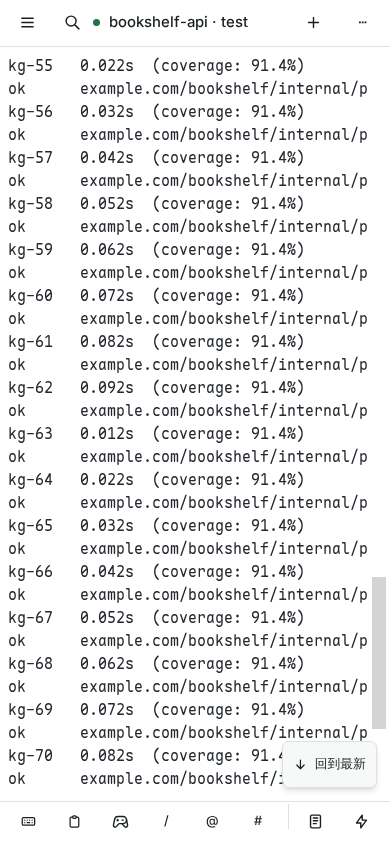 bookshelf-api · test
kg-55   0.022s  (coverage: 91.4%)
ok      example.com/bookshelf/internal/p
kg-56   0.032s  (coverage: 91.4%)
ok      example.com/bookshelf/internal/p
kg-57   0.042s  (coverage: 91.4%)
ok      example.com/bookshelf/internal/p
kg-58   0.052s  (coverage: 91.4%)
ok      example.com/bookshelf/internal/p
kg-59   0.062s  (coverage: 91.4%)
ok      example.com/bookshelf/internal/p
kg-60   0.072s  (coverage: 91.4%)
ok      example.com/bookshelf/internal/p
kg-61   0.082s  (coverage: 91.4%)
ok      example.com/bookshelf/internal/p
kg-62   0.092s  (coverage: 91.4%)
ok      example.com/bookshelf/internal/p
kg-63   0.012s  (coverage: 91.4%)
ok      example.com/bookshelf/internal/p
kg-64   0.022s  (coverage: 91.4%)
ok      example.com/bookshelf/internal/p
kg-65   0.032s  (coverage: 91.4%)
ok      example.com/bookshelf/internal/p
kg-66   0.042s  (coverage: 91.4%)
ok      example.com/bookshelf/internal/p
kg-67   0.052s  (coverage: 91.4%)
ok      example.com/bookshelf/internal/p
kg-68   0.062s  (coverage: 91.4%)
ok      example.com/bookshelf/internal/p
kg-69   0.072s  (coverage: 91.4%)
ok      example.com/bookshelf/internal/p
kg-70   0.082s  (coverage: 91.
ok      example.com/bookshelf/
回到最新
/ @ #